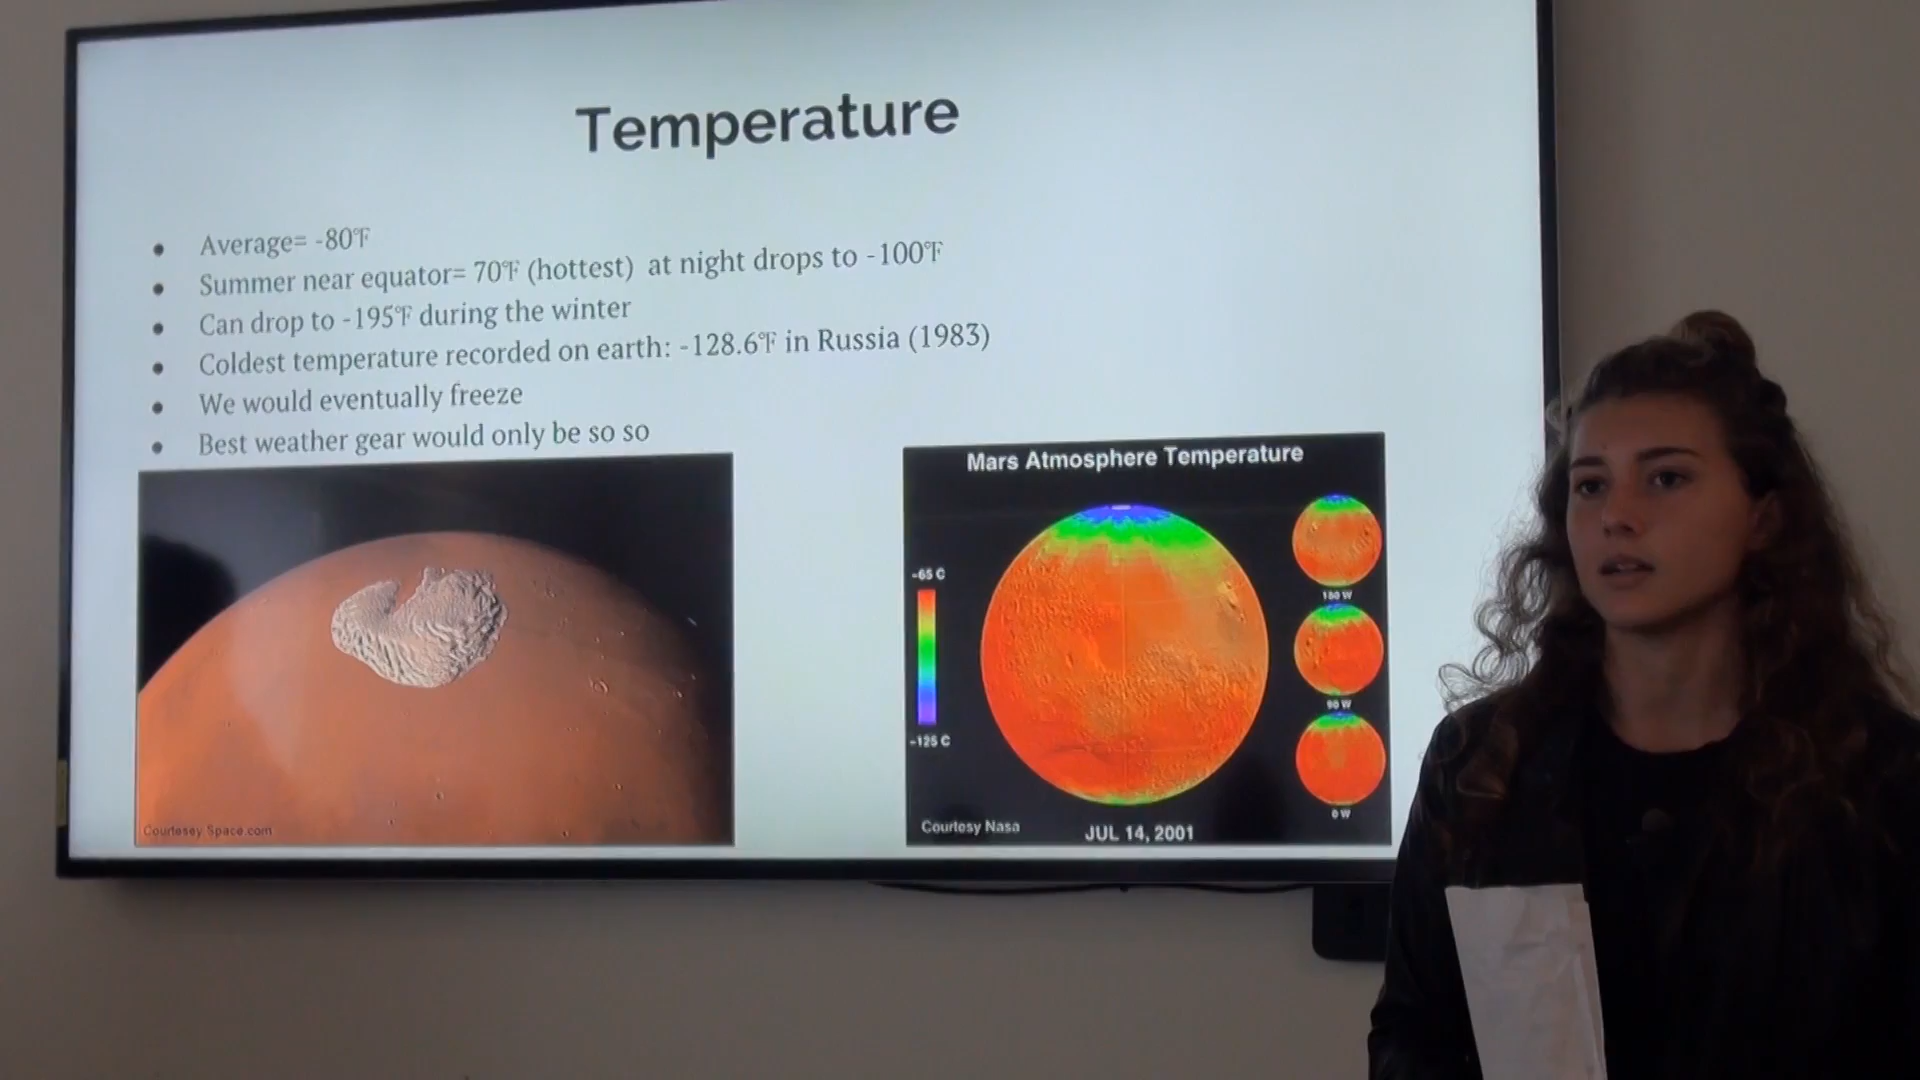 Temperature
Average= -80℉
Summer near equator= 70℉ (hottest) at night drops to -100℉
Can drop to -195℉ during the winter
Coldest temperature recorded on earth: -128.6℉ in Russia (1983)
We would eventually freeze
Best weather gear would only be so so
Courtesey Space.com
Mars Atmosphere Temperature
-65 C
-125 C
180 W
90 W
0 W
Courtesy Nasa
JUL 14, 2001